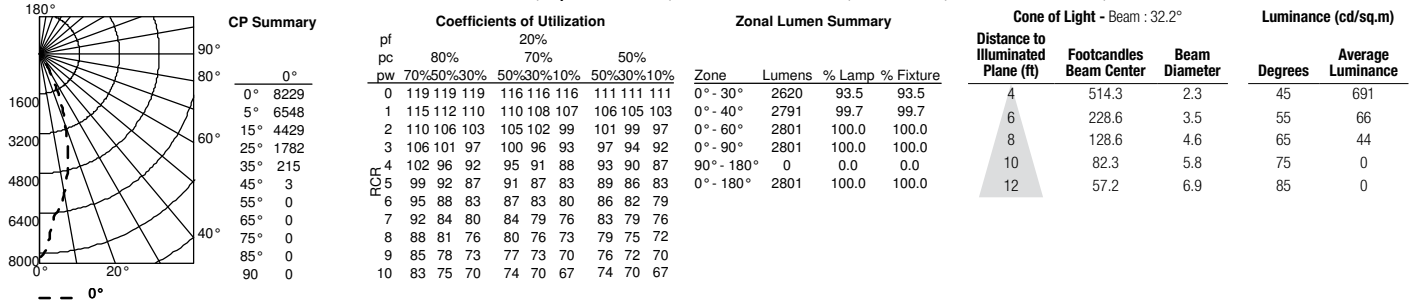 180°
90°
80°
60°
40°
1600
3200
4800
6400
8000
0° 20°
0°
CP Summary
0°
0° 8229
5° 6548
15° 4429
25° 1782
35° 215
45° 3
55° 0
65° 0
75° 0
85° 0
90 0
Coefficients of Utilization
pf 20%
pc 80% 70% 50%
pw 70%50%30% 50%30%10% 50%30%10%
RCR
0 119 119 119 116 116 116 111 111 111
1 115 112 110 110 108 107 106 105 103
2 110 106 103 105 102 99 101 99 97
3 106 101 97 100 96 93 97 94 92
4 102 96 92 95 91 88 93 90 87
5 99 92 87 91 87 83 89 86 83
6 95 88 83 87 83 80 86 82 79
7 92 84 80 84 79 76 83 79 76
8 88 81 76 80 76 73 79 75 72
9 85 78 73 77 73 70 76 72 70
10 83 75 70 74 70 67 74 70 67
Zonal Lumen Summary
Zone Lumens % Lamp % Fixture
0°- 30° 2620 93.5 93.5
0°- 40° 2791 99.7 99.7
0°- 60° 2801 100.0 100.0
0°- 90° 2801 100.0 100.0
90°- 180° 0 0.0 0.0
0°- 180° 2801 100.0 100.0
Cone of Light - Beam : 32.2°
Distance to
Illuminated Footcandles Beam
Plane (ft) Beam Center Diameter
4 514.3 2.3
6 228.6 3.5
8 128.6 4.6
10 82.3 5.8
12 57.2 6.9
Luminance (cd/sq.m)
Average
Degrees Luminance
45 691
55 66
65 44
75 0
85 0